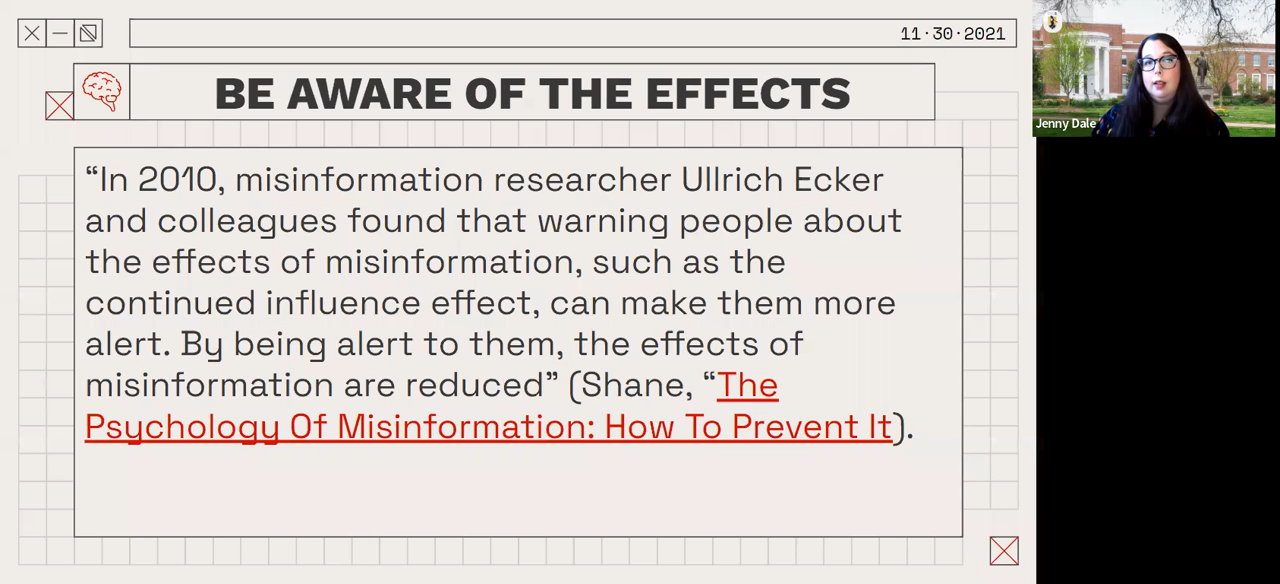 11·30·2021
BE AWARE OF THE EFFECTS
“In 2010, misinformation researcher Ullrich Ecker
and colleagues found that warning people about
the effects of misinformation, such as the
continued influence effect, can make them more
alert. By being alert to them, the effects of
misinformation are reduced” (Shane, “The
Psychology Of Misinformation: How To Prevent It).
Jenny Dale